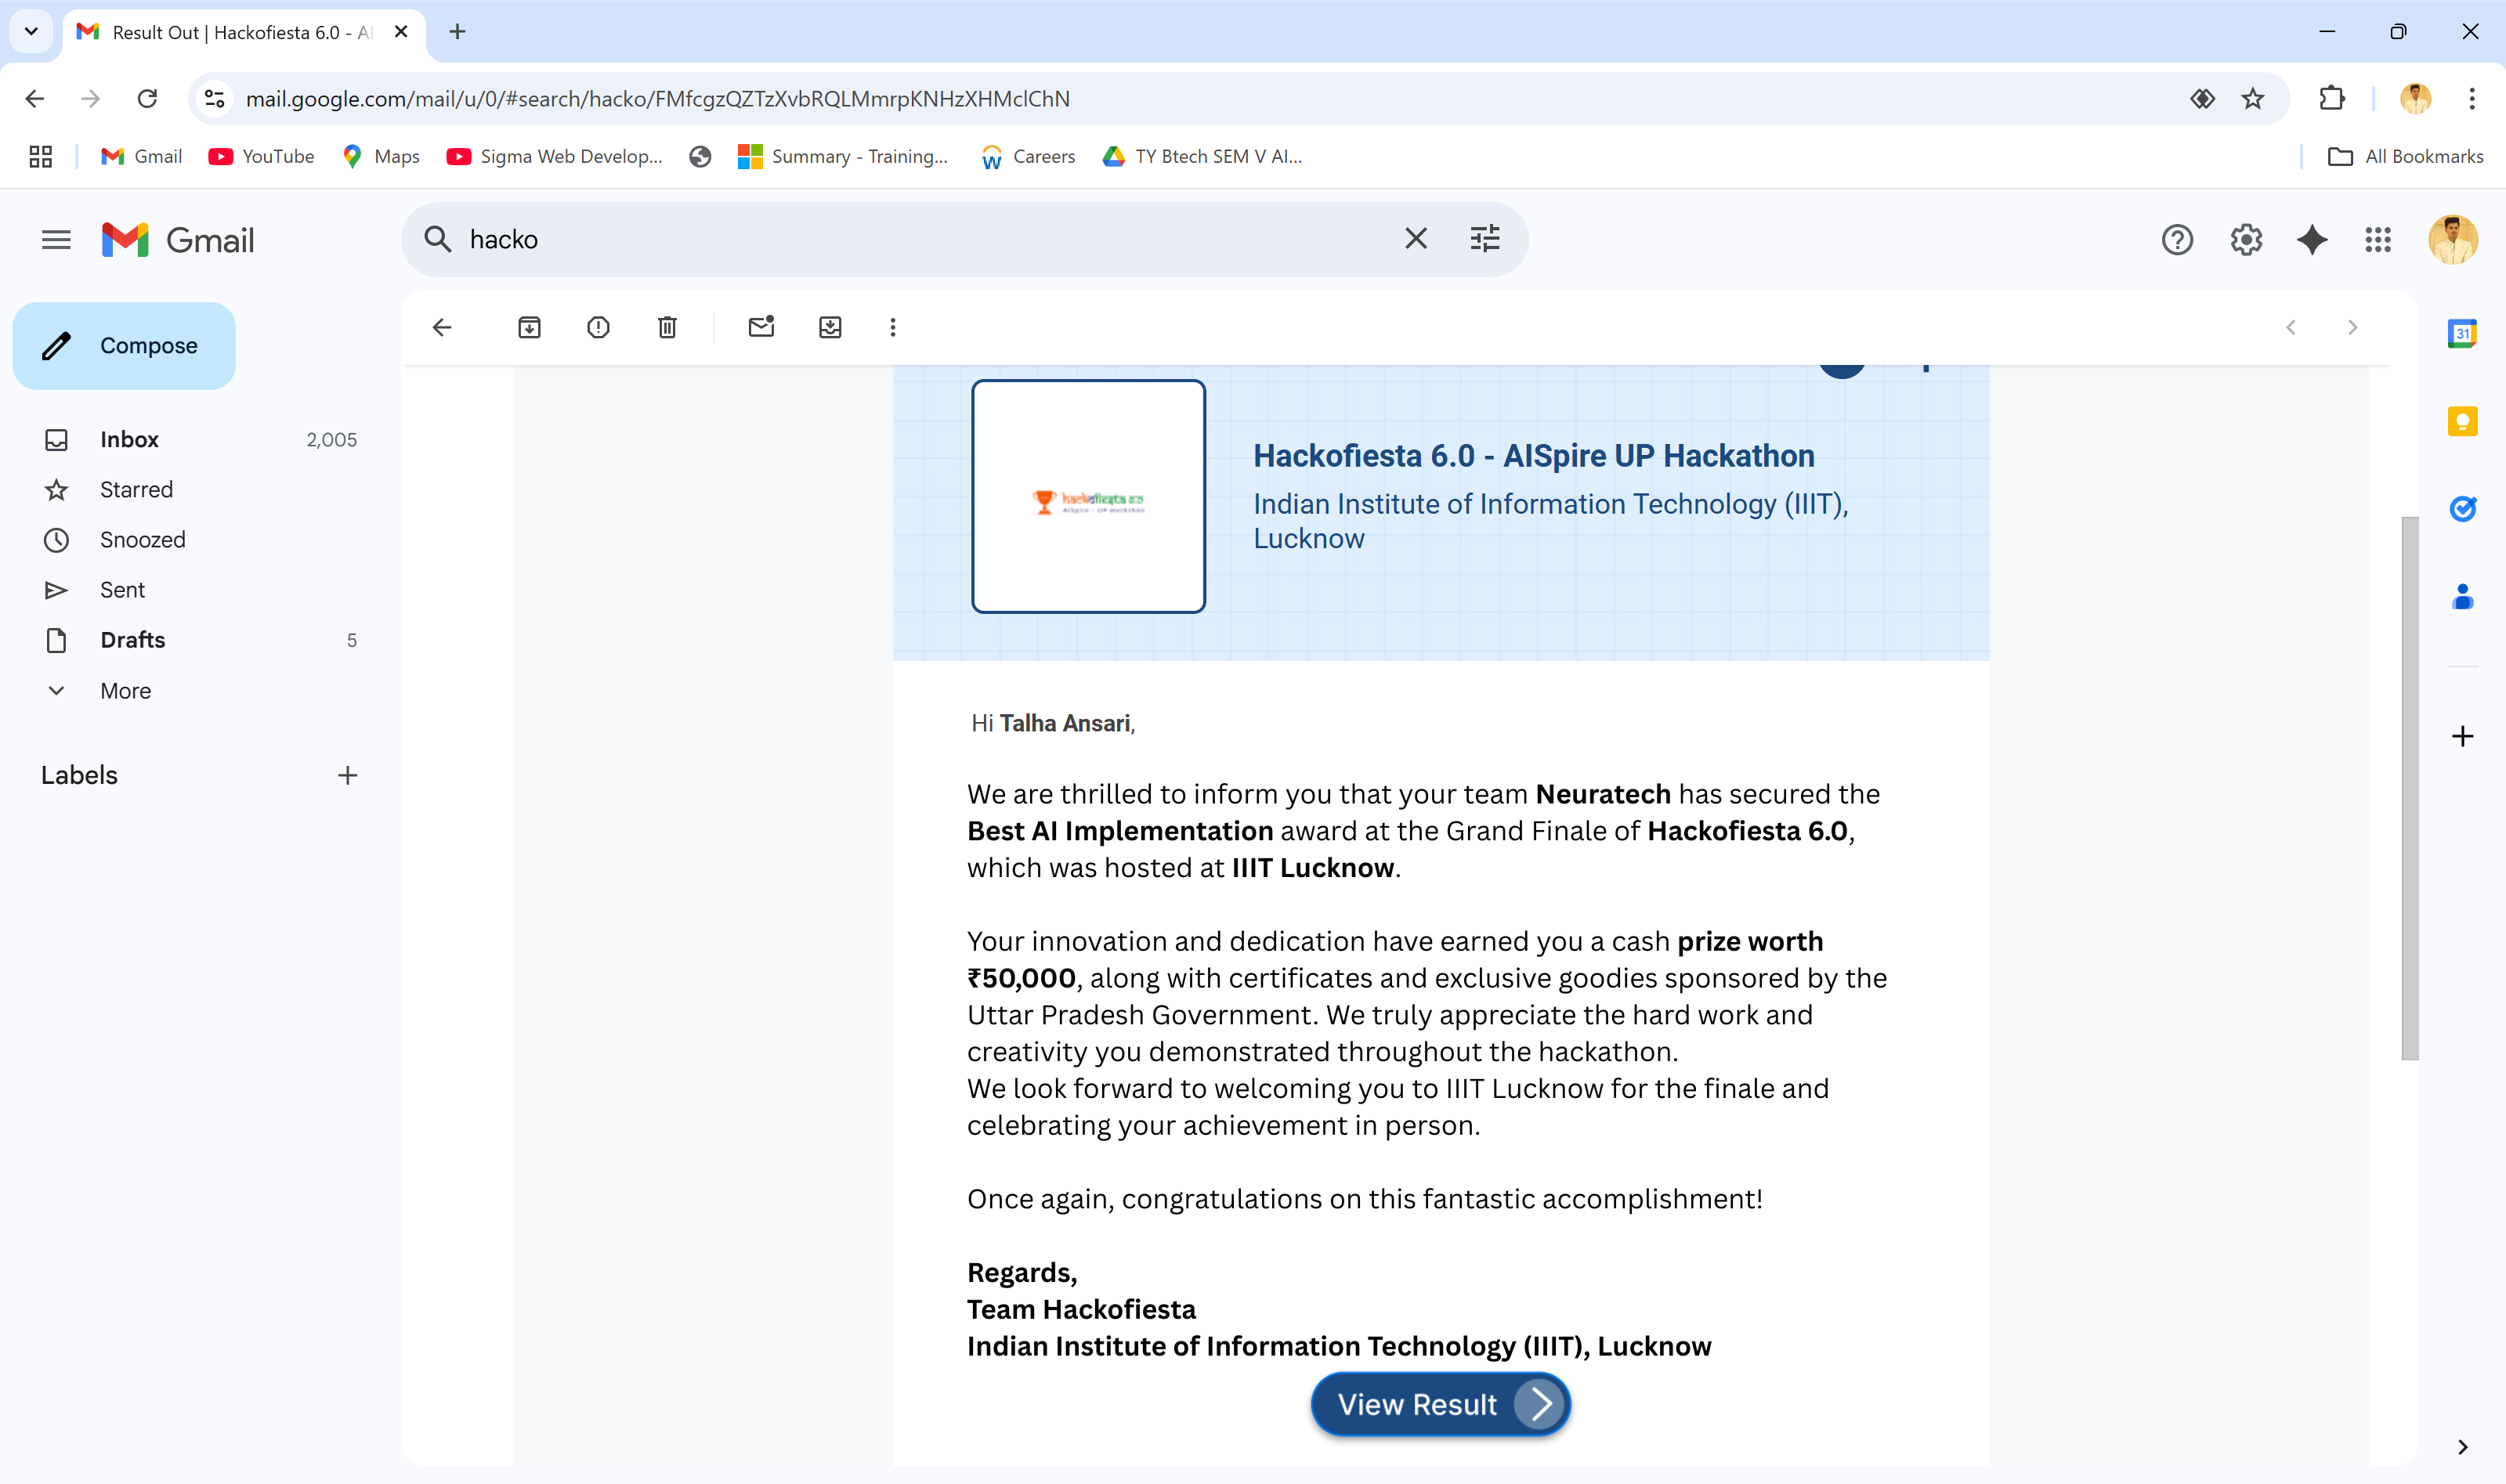 Result Out | Hackofiesta 6.0 - AI
mail.google.com/mail/u/0/#search/hacko/FMfcgzQZTzXvbRQLMmrpKNHzXHMclChN
Gmail
YouTube
Maps
Sigma Web Develop...
Summary - Training...
Careers
TY Btech SEM V AI...
All Bookmarks
Gmail
hacko
Compose
Inbox 2,005
Starred
Snoozed
Sent
Drafts 5
More
Labels
31
hackofiesta 6.0
AISpire - UP Hackathon
Hackofiesta 6.0 - AISpire UP Hackathon
Indian Institute of Information Technology (IIIT),
Lucknow
Hi Talha Ansari,
We are thrilled to inform you that your team Neuratech has secured the
Best AI Implementation award at the Grand Finale of Hackofiesta 6.0,
which was hosted at IIIT Lucknow.
Your innovation and dedication have earned you a cash prize worth
₹50,000, along with certificates and exclusive goodies sponsored by the
Uttar Pradesh Government. We truly appreciate the hard work and
creativity you demonstrated throughout the hackathon.
We look forward to welcoming you to IIIT Lucknow for the finale and
celebrating your achievement in person.
Once again, congratulations on this fantastic accomplishment!
Regards,
Team Hackofiesta
Indian Institute of Information Technology (IIIT), Lucknow
View Result